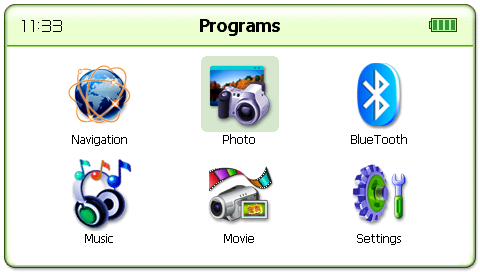 11:33 Programs
Navigation Photo BlueTooth
Music Movie Settings